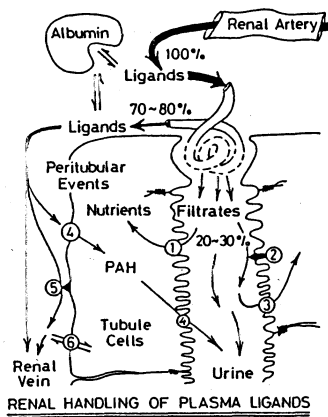 Renal Artery
Albumin
100%
Ligands
70~80%
Ligands
Peritubular
Events
Nutrients
Filtrates
1
20~30%
2
4
PAH
5
3
4
6
Tubule
Cells
Renal
Vein
Urine
RENAL HANDLING OF PLASMA LIGANDS